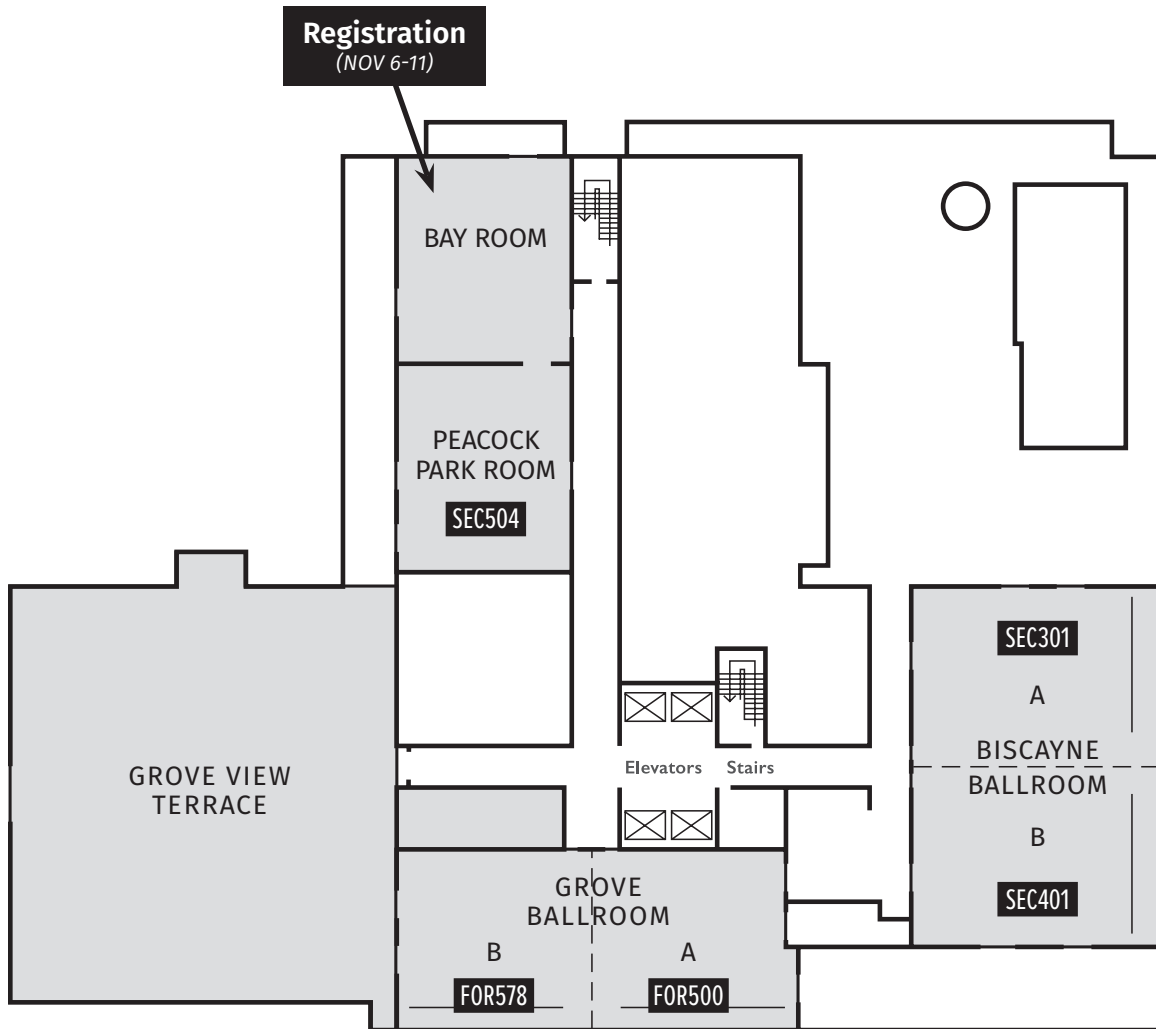 Registration
(NOV 6-11)
BAY ROOM
PEACOCK
PARK ROOM
SEC504
SEC301
A
BISCAYNE
BALLROOM
B
SEC401
Elevators
Stairs
GROVE VIEW
TERRACE
GROVE
BALLROOM
B
A
FOR578
FOR500